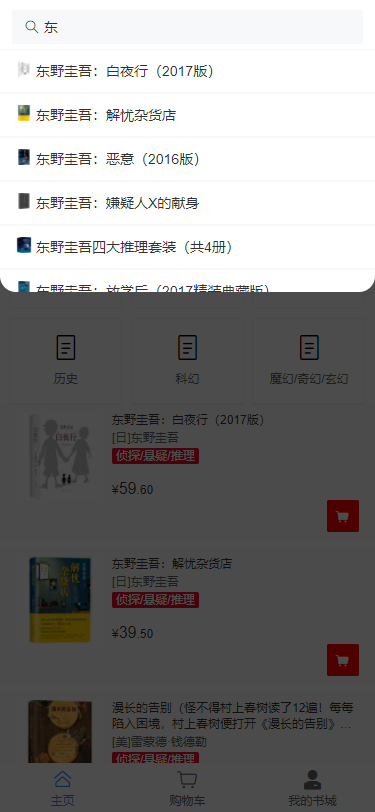 东
东野圭吾：白夜行（2017版）
东野圭吾：解忧杂货店
东野圭吾：恶意（2016版）
东野圭吾：嫌疑人X的献身
东野圭吾四大推理套装（共4册）
东野圭吾：放学后（2017精装典藏版）
历史
科幻
魔幻/奇幻/玄幻
东野圭吾：白夜行（2017版）
[日]东野圭吾
侦探/悬疑/推理
¥59.60
东野圭吾：解忧杂货店
[日]东野圭吾
侦探/悬疑/推理
¥39.50
漫长的告别（怪不得村上春树读了12遍！每每
陷入困境，村上春树便打开《漫长的告别》...
[美]雷蒙德 钱德勒
侦探/悬疑/推理
主页
购物车
我的书城